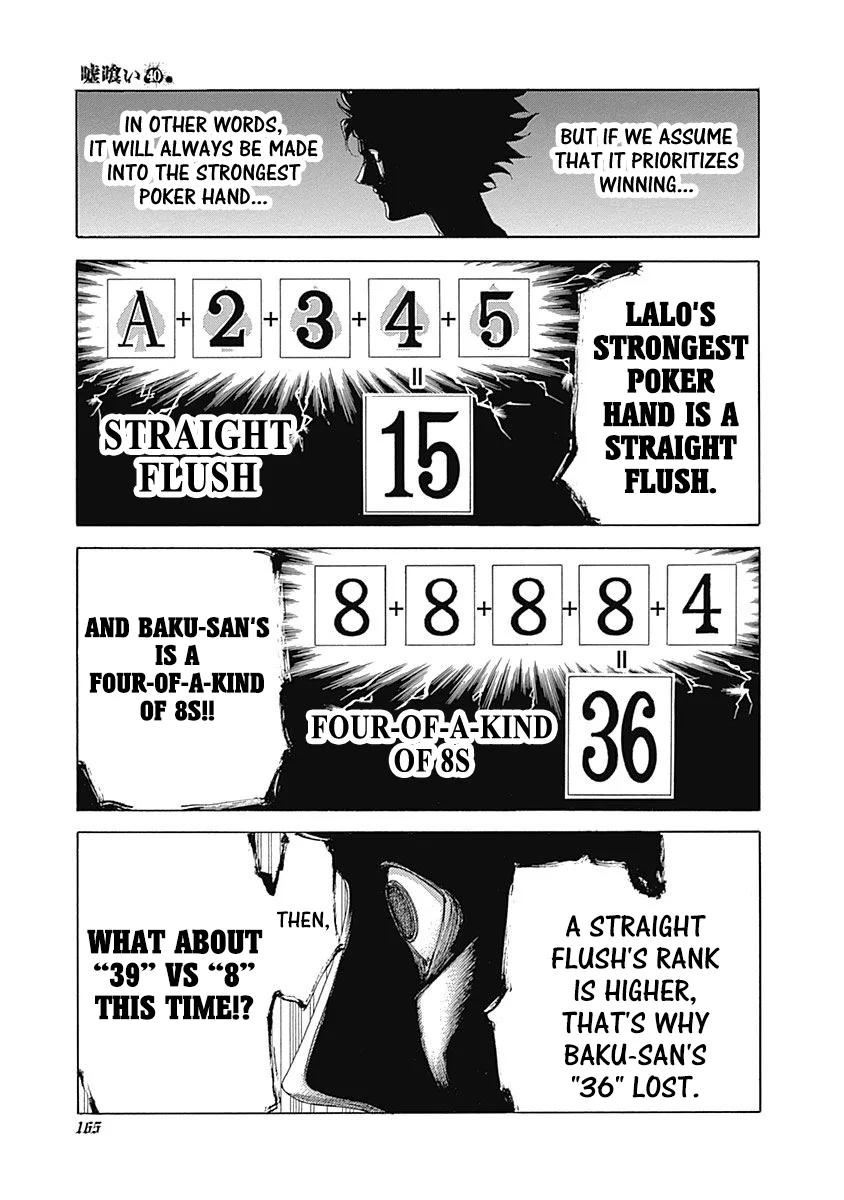 嘘喰い 40.
BUT IF WE ASSUME
THAT IT PRIORITIZES
WINNING...
IN OTHER WORDS,
IT WILL ALWAYS BE MADE
INTO THE STRONGEST
POKER HAND...
LALO'S
STRONGEST
POKER
HAND IS A
STRAIGHT
FLUSH.
A + 2 + 3 + 4 + 5
=
15
STRAIGHT
FLUSH
8 + 8 + 8 + 8 + 4
=
36
FOUR-OF-A-KIND
OF 8S
AND BAKU-SAN'S
IS A
FOUR-OF-A-KIND
OF 8S!!
A STRAIGHT
FLUSH'S RANK
IS HIGHER,
THAT'S WHY
BAKU-SAN'S
"36" LOST.
THEN,
WHAT ABOUT
“39” VS “8”
THIS TIME!?
165